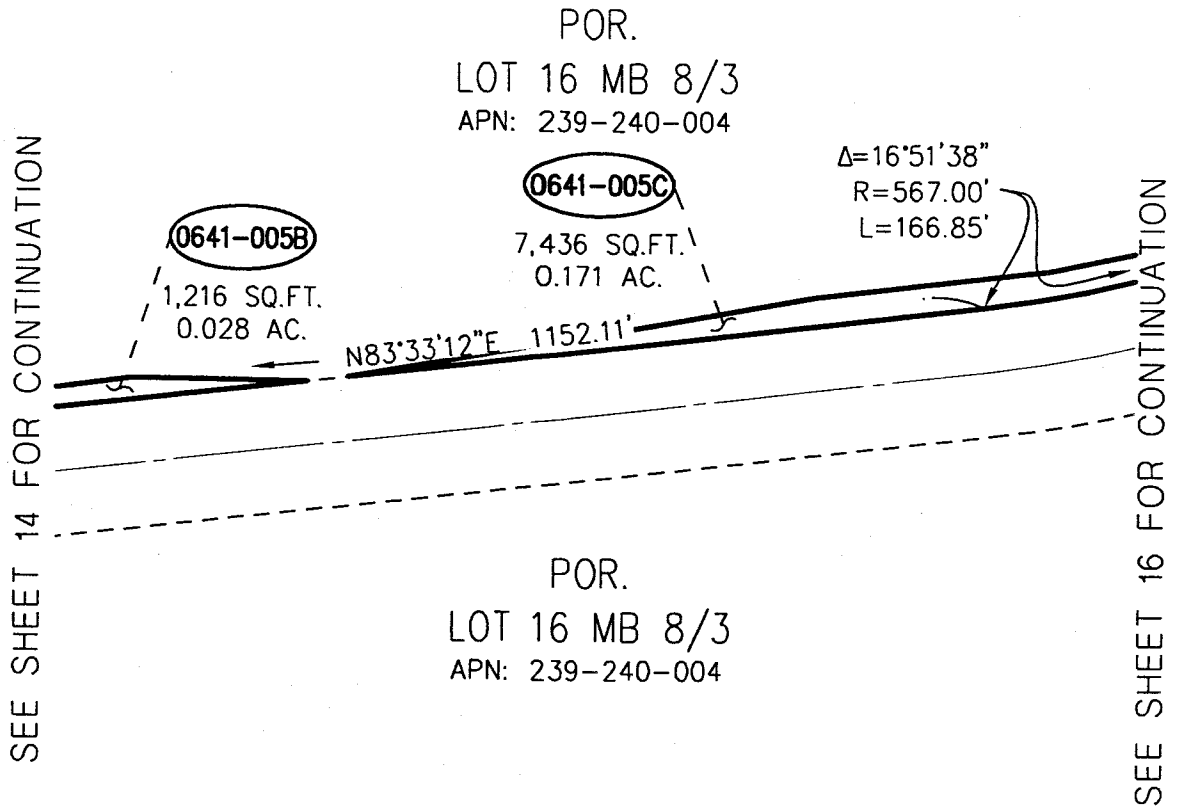 POR.
LOT 16 MB 8/3
APN: 239-240-004
SEE SHEET 14 FOR CONTINUATION
0641-005B
1,216 SQ.FT.
0.028 AC.
0641-005C
7,436 SQ.FT.
0.171 AC.
Δ=16°51'38"
R=567.00'
L=166.85'
N83°33'12"E 1152.11'
SEE SHEET 16 FOR CONTINUATION
POR.
LOT 16 MB 8/3
APN: 239-240-004